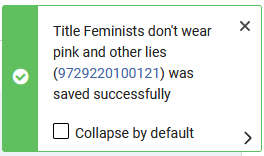 Title Feminists don't wear
pink and other lies
(9729220100121) was
saved successfully
Collapse by default